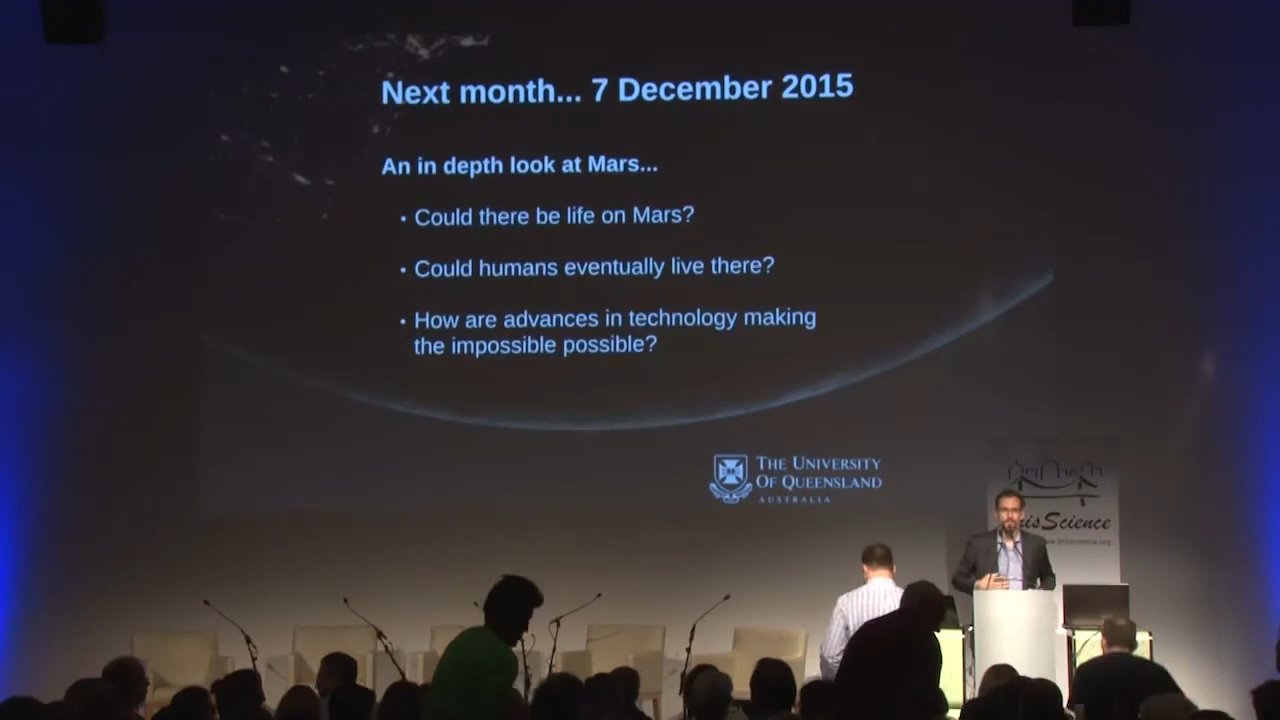 Next month... 7 December 2015
An in depth look at Mars...
• Could there be life on Mars?
• Could humans eventually live there?
• How are advances in technology making
the impossible possible?
THE UNIVERSITY
OF QUEENSLAND
AUSTRALIA
Science